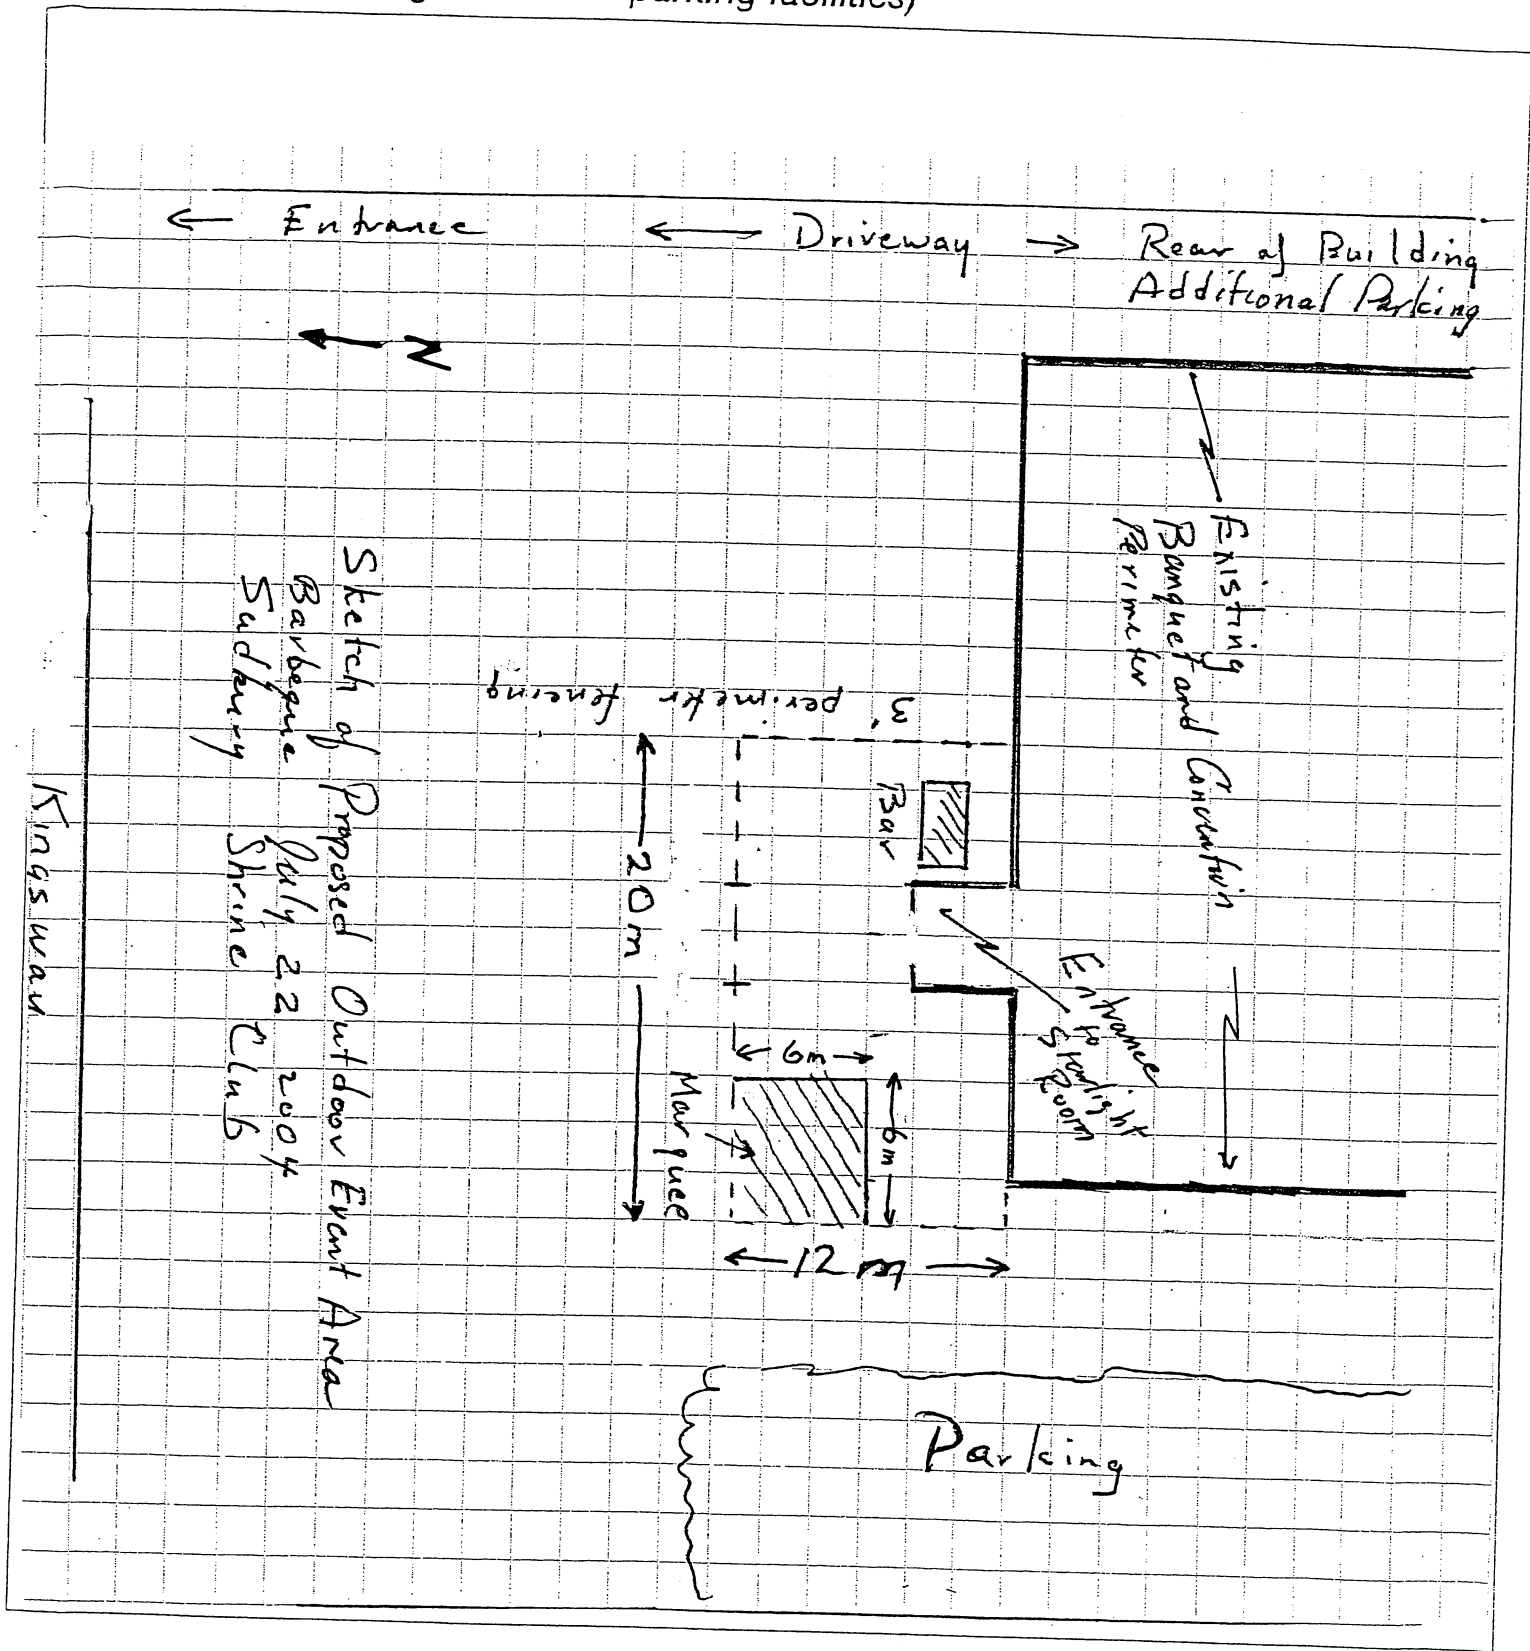 parking facilities)
← Entrance
← Driveway →
Rear of Building
Additional Parking
N
Existing
Banquet and Convention
Perimeter
3' perimeter fencing
Bar
20m
Entrance
to
Starlight
Room
6m
6m
Marquee
12 m
Sketch of Proposed Outdoor Event Area
Barbeque July 22 2004
Sudbury Shrine Club
Kingsway
Parking